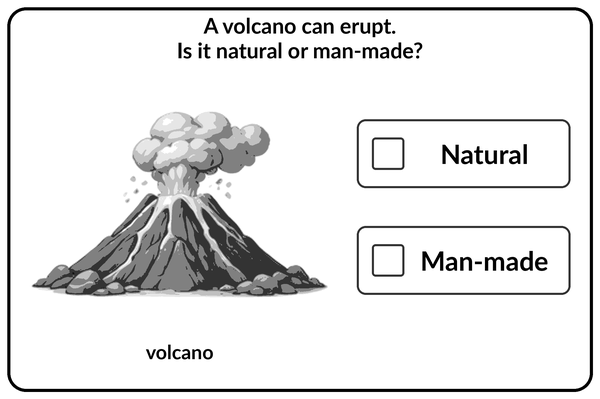 A volcano can erupt.
Is it natural or man-made?
Natural
Man-made
volcano